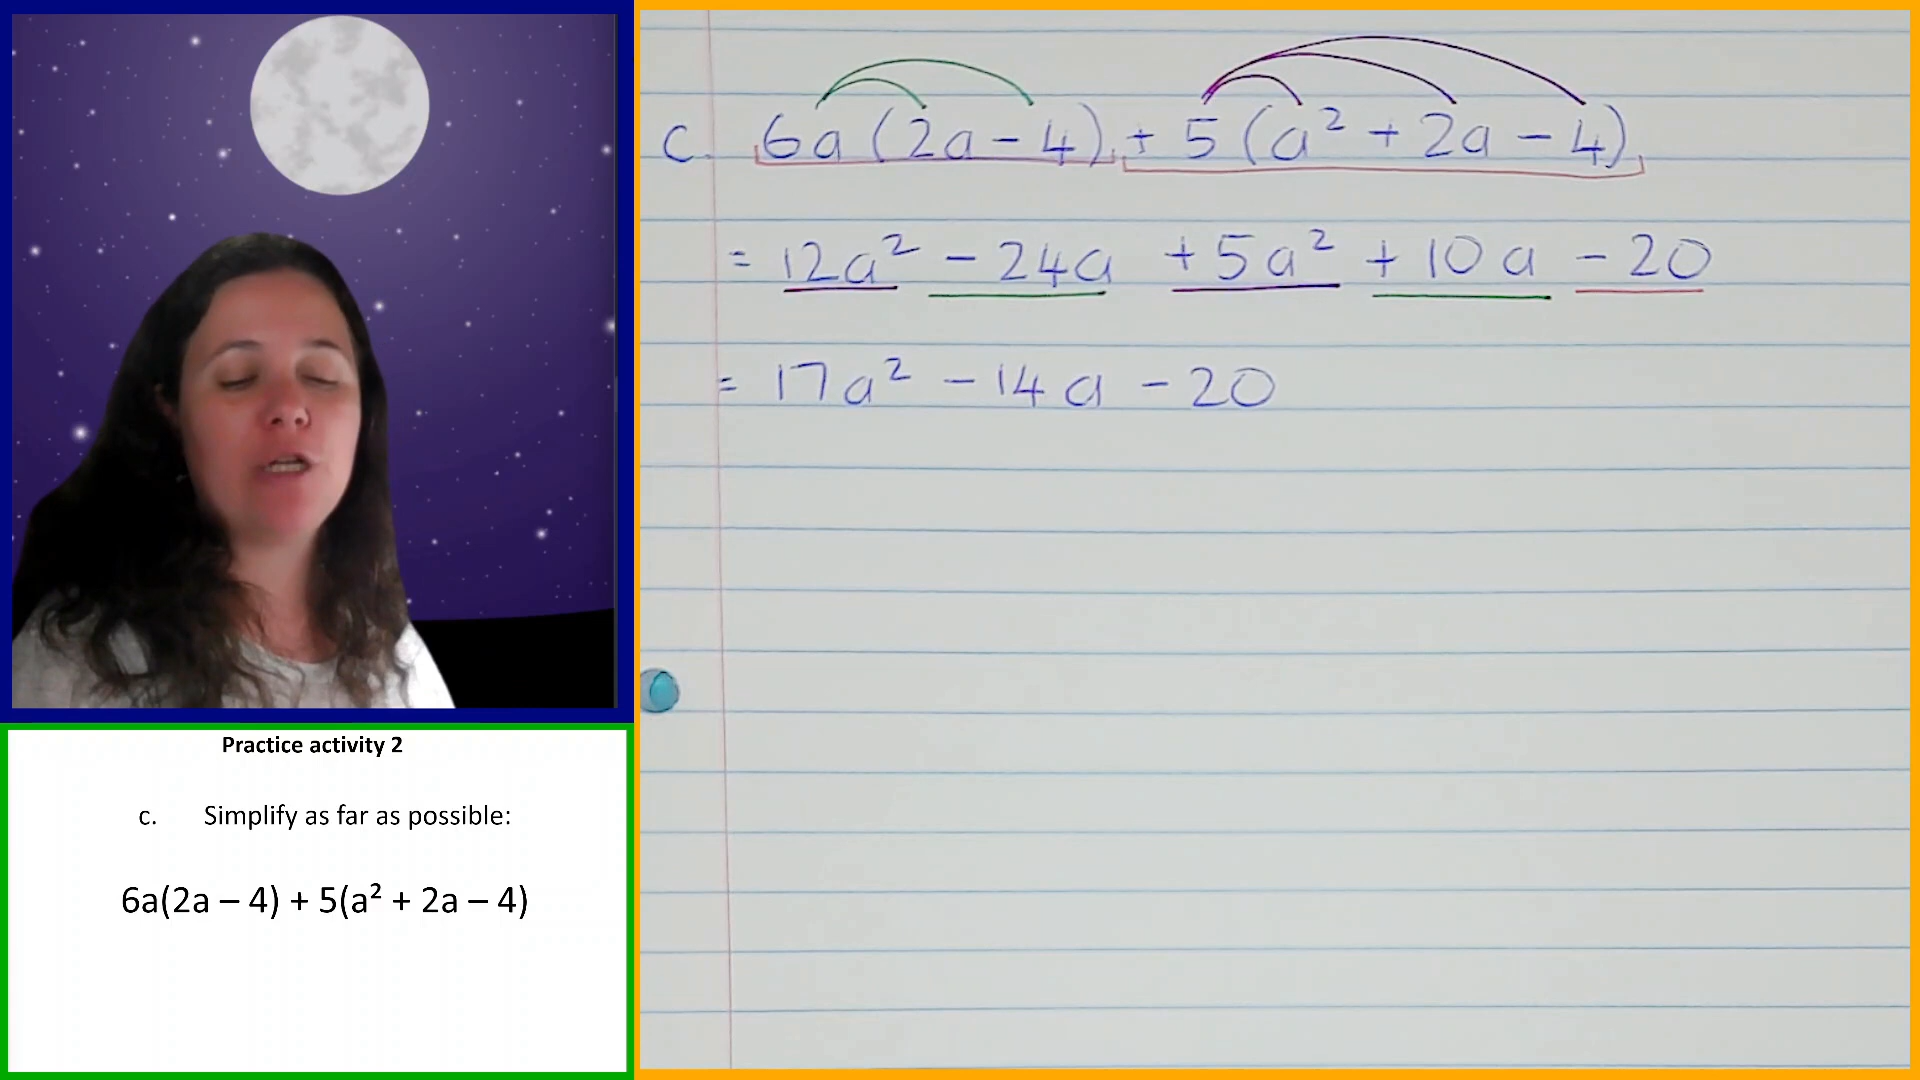 c. 6a(2a − 4) + 5(a² + 2a − 4)
= 12a² − 24a + 5a² + 10a − 20
= 17a² − 14a − 20
Practice activity 2
c. Simplify as far as possible:
6a(2a – 4) + 5(a² + 2a – 4)